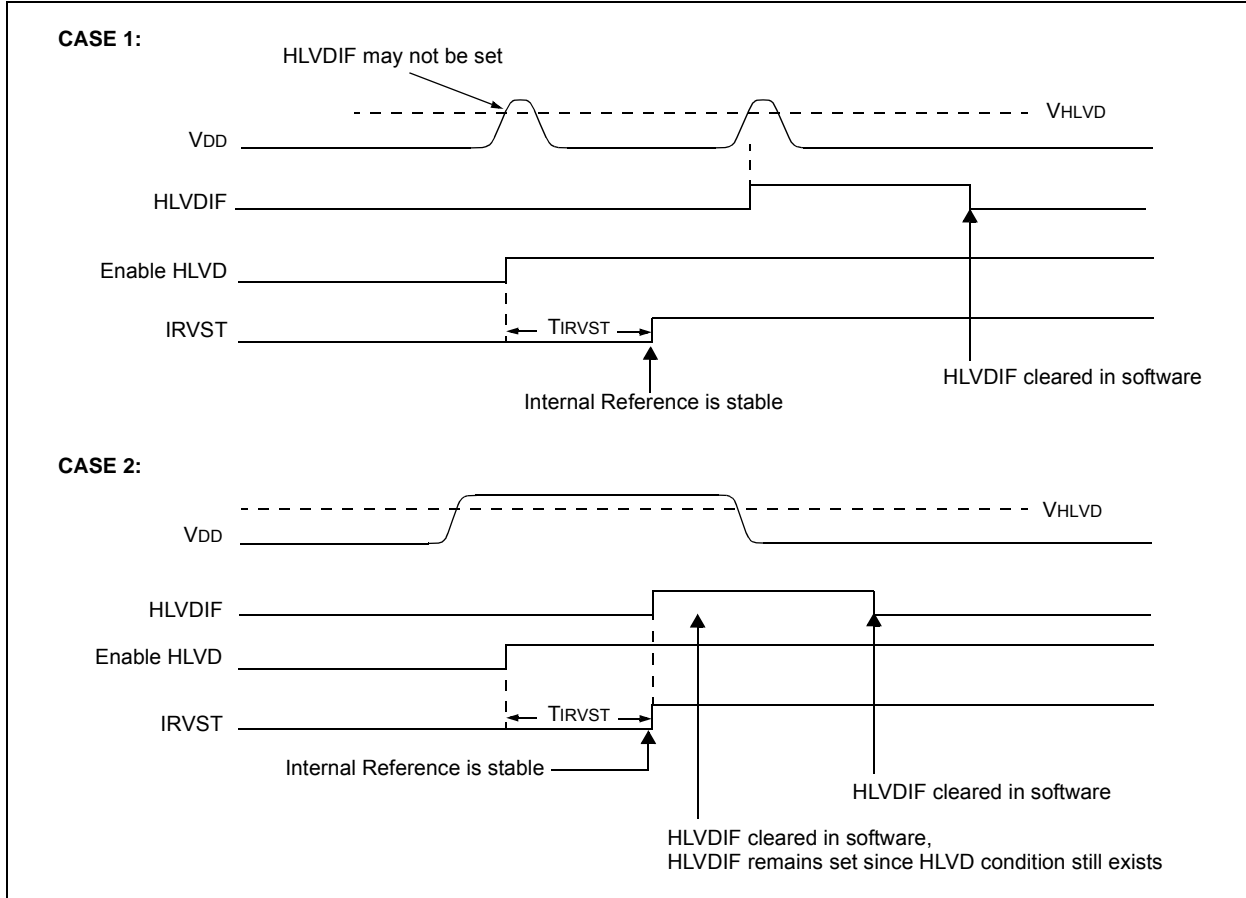 CASE 1:
HLVDIF may not be set
VHLVD
VDD
HLVDIF
Enable HLVD
IRVST
TIRVST
HLVDIF cleared in software
Internal Reference is stable
CASE 2:
VHLVD
VDD
HLVDIF
Enable HLVD
IRVST
TIRVST
Internal Reference is stable
HLVDIF cleared in software
HLVDIF cleared in software,
HLVDIF remains set since HLVD condition still exists